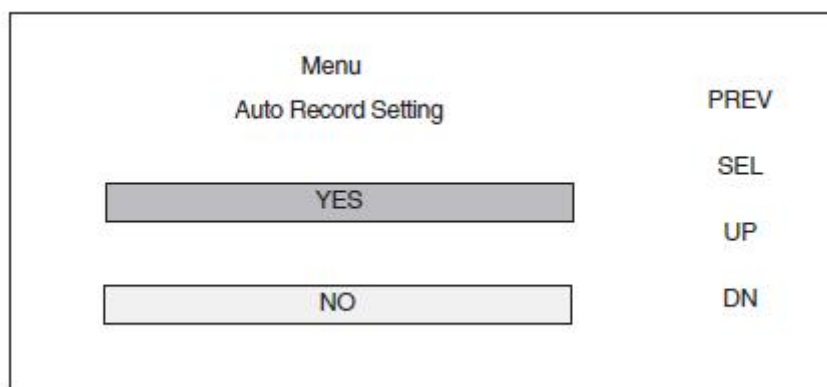 Menu
Auto Record Setting
PREV
SEL
YES
UP
NO
DN